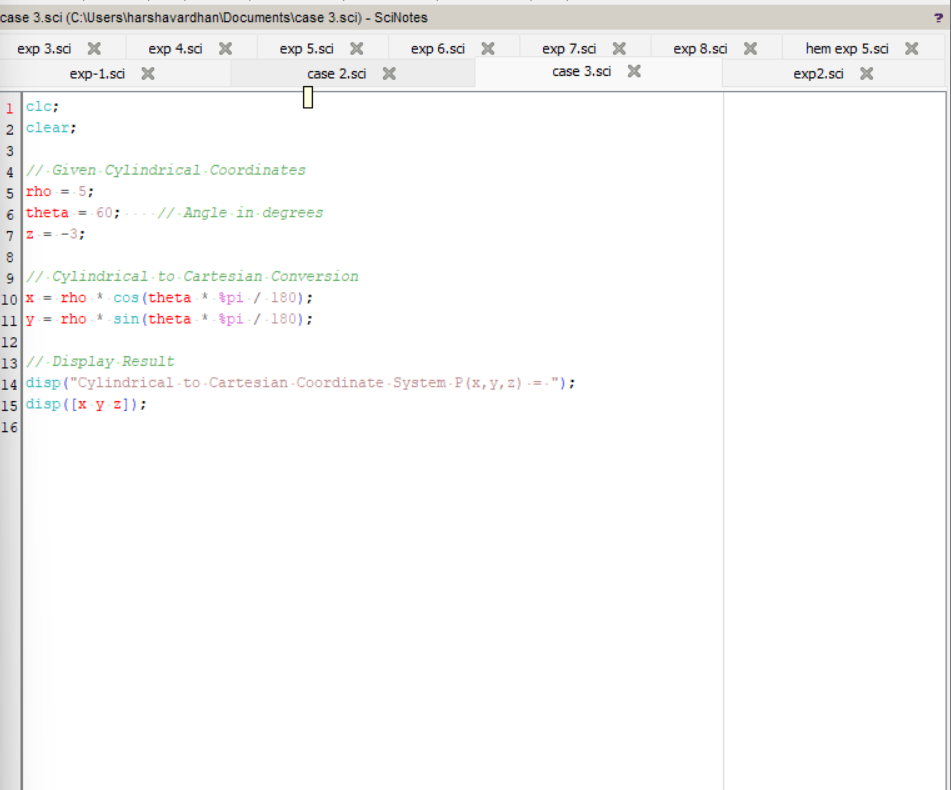 case 3.sci (C:\Users\harshavardhan\Documents\case 3.sci) - SciNotes ?
exp 3.sci exp 4.sci exp 5.sci exp 6.sci exp 7.sci exp 8.sci hem exp 5.sci
exp-1.sci case 2.sci case 3.sci exp2.sci
1 clc;
2 clear;
3
4 // Given Cylindrical Coordinates
5 rho = 5;
6 theta = 60;    // Angle in degrees
7 z = -3;
8
9 // Cylindrical to Cartesian Conversion
10 x = rho * cos(theta * %pi / 180);
11 y = rho * sin(theta * %pi / 180);
12
13 // Display Result
14 disp("Cylindrical to Cartesian Coordinate System P(x,y,z) = ");
15 disp([x y z]);
16